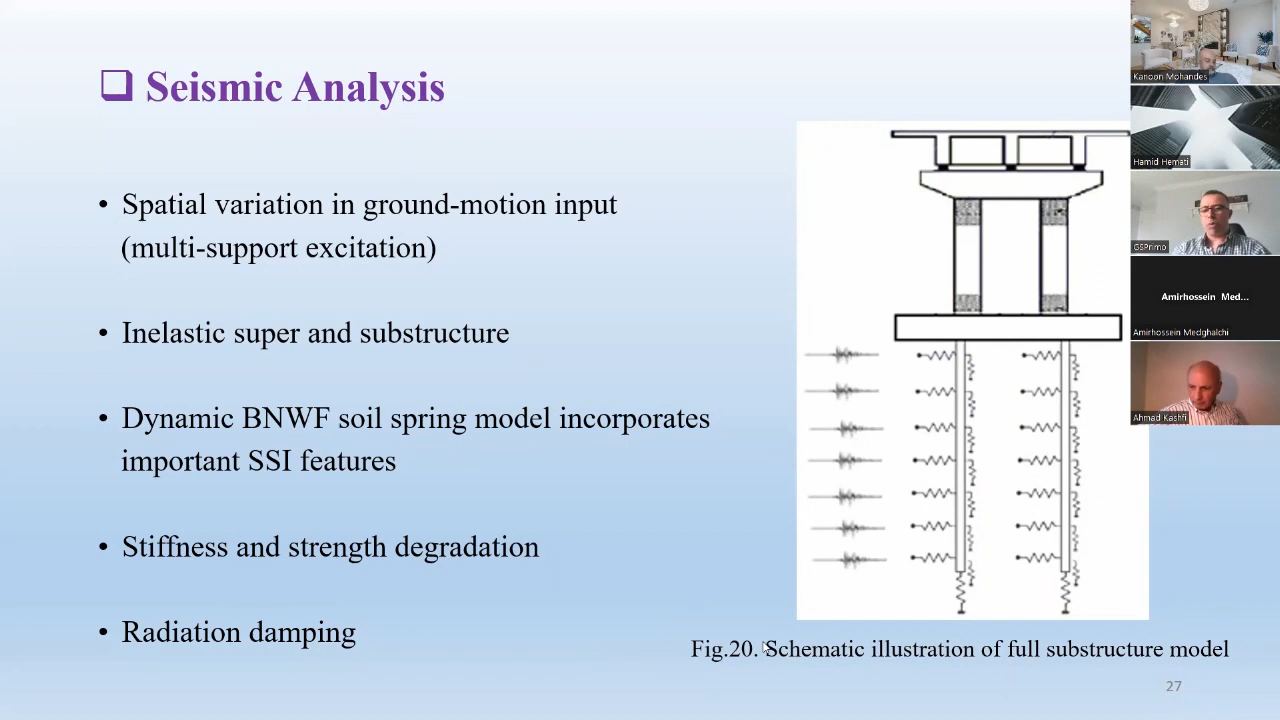 ❑ Seismic Analysis
• Spatial variation in ground-motion input
(multi-support excitation)
• Inelastic super and substructure
• Dynamic BNWF soil spring model incorporates
important SSI features
• Stiffness and strength degradation
• Radiation damping
Fig.20. Schematic illustration of full substructure model
27
Kanoon Mohandes
Hamid Hemati
GSPrimo
Amirhossein Med...
Amirhossein Medghalchi
Ahmad Kashfi